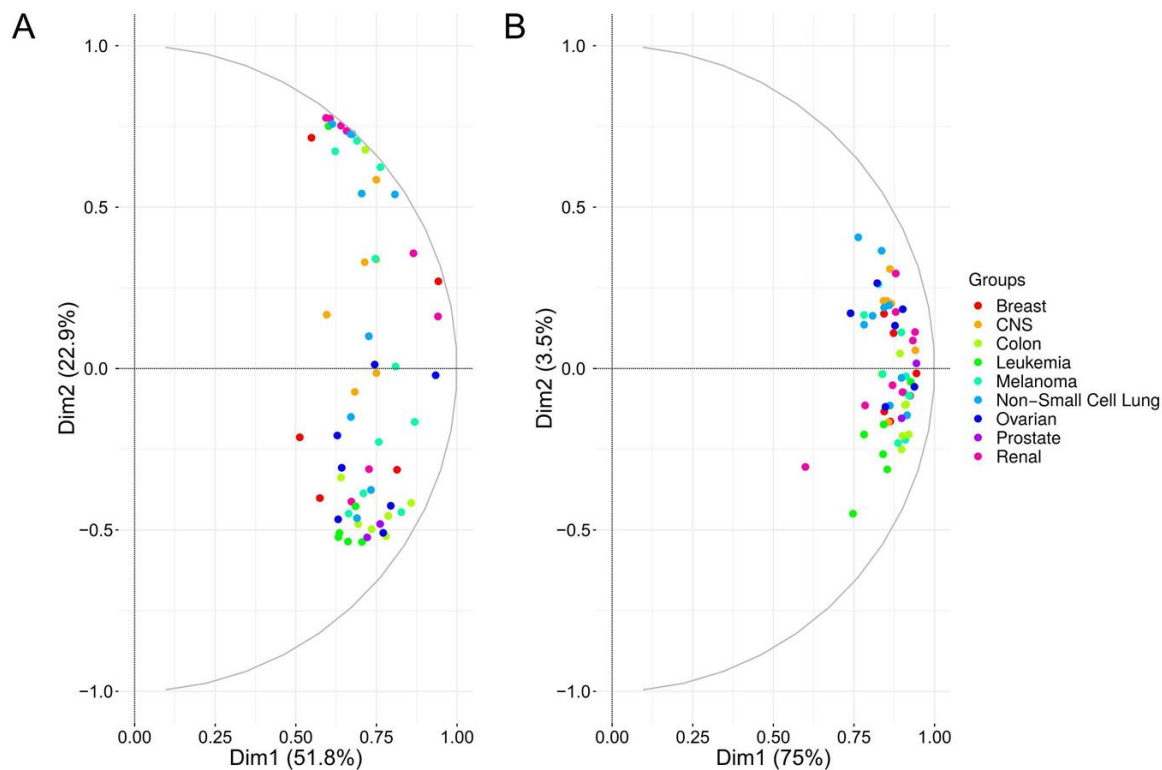 A
B
1.0
0.5
0.0
−0.5
−1.0
Dim2 (22.9%)
0.00
0.25
0.50
0.75
1.00
Dim1 (51.8%)
1.0
0.5
0.0
−0.5
−1.0
Dim2 (3.5%)
0.00
0.25
0.50
0.75
1.00
Dim1 (75%)
Groups
Breast
CNS
Colon
Leukemia
Melanoma
Non−Small Cell Lung
Ovarian
Prostate
Renal